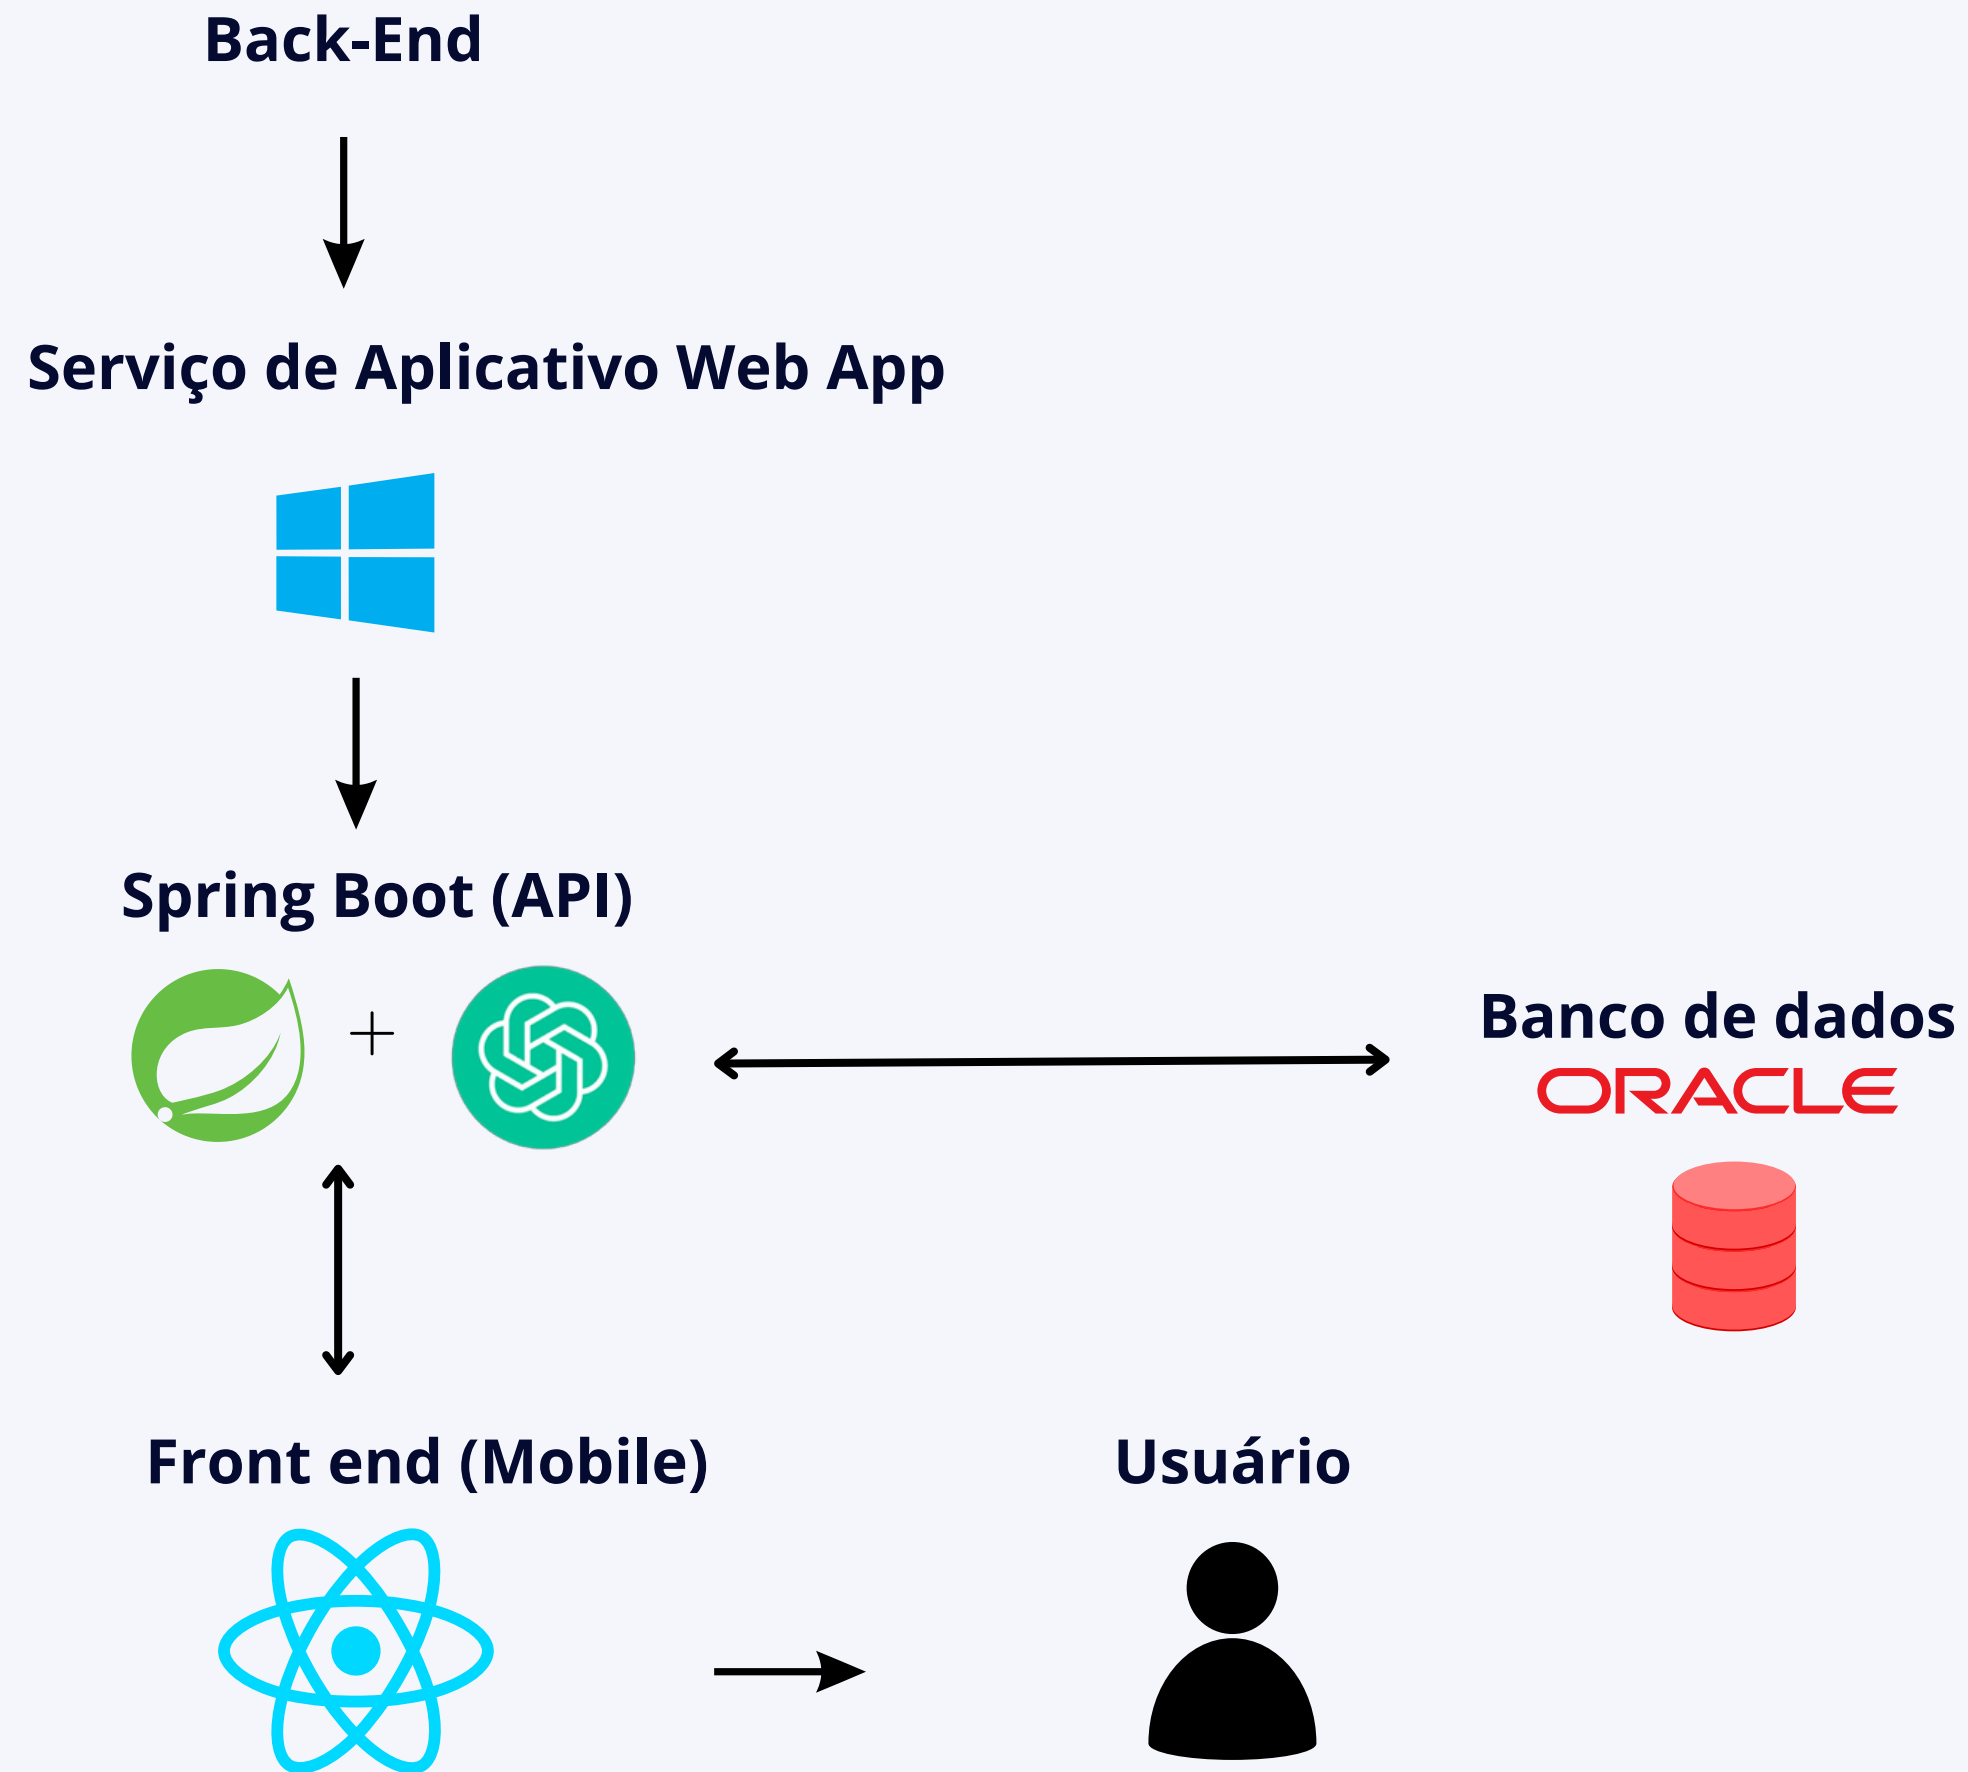 Back-End
Serviço de Aplicativo Web App
Spring Boot (API)
Banco de dados
ORACLE
Front end (Mobile)
Usuário